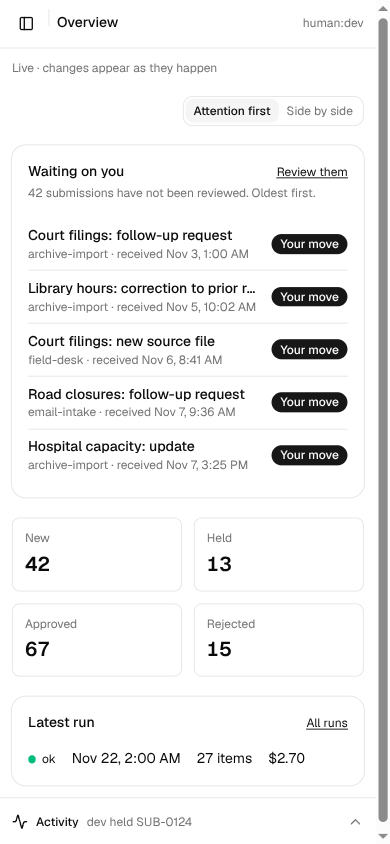 Overview
human:dev
Live · changes appear as they happen
Attention first
Side by side
Waiting on you
Review them
42 submissions have not been reviewed. Oldest first.
Court filings: follow-up request
archive-import · received Nov 3, 1:00 AM
Your move
Library hours: correction to prior r...
archive-import · received Nov 5, 10:02 AM
Your move
Court filings: new source file
field-desk · received Nov 6, 8:41 AM
Your move
Road closures: follow-up request
email-intake · received Nov 7, 9:36 AM
Your move
Hospital capacity: update
archive-import · received Nov 7, 3:25 PM
Your move
New
42
Held
13
Approved
67
Rejected
15
Latest run
All runs
ok Nov 22, 2:00 AM 27 items $2.70
Activity dev held SUB-0124